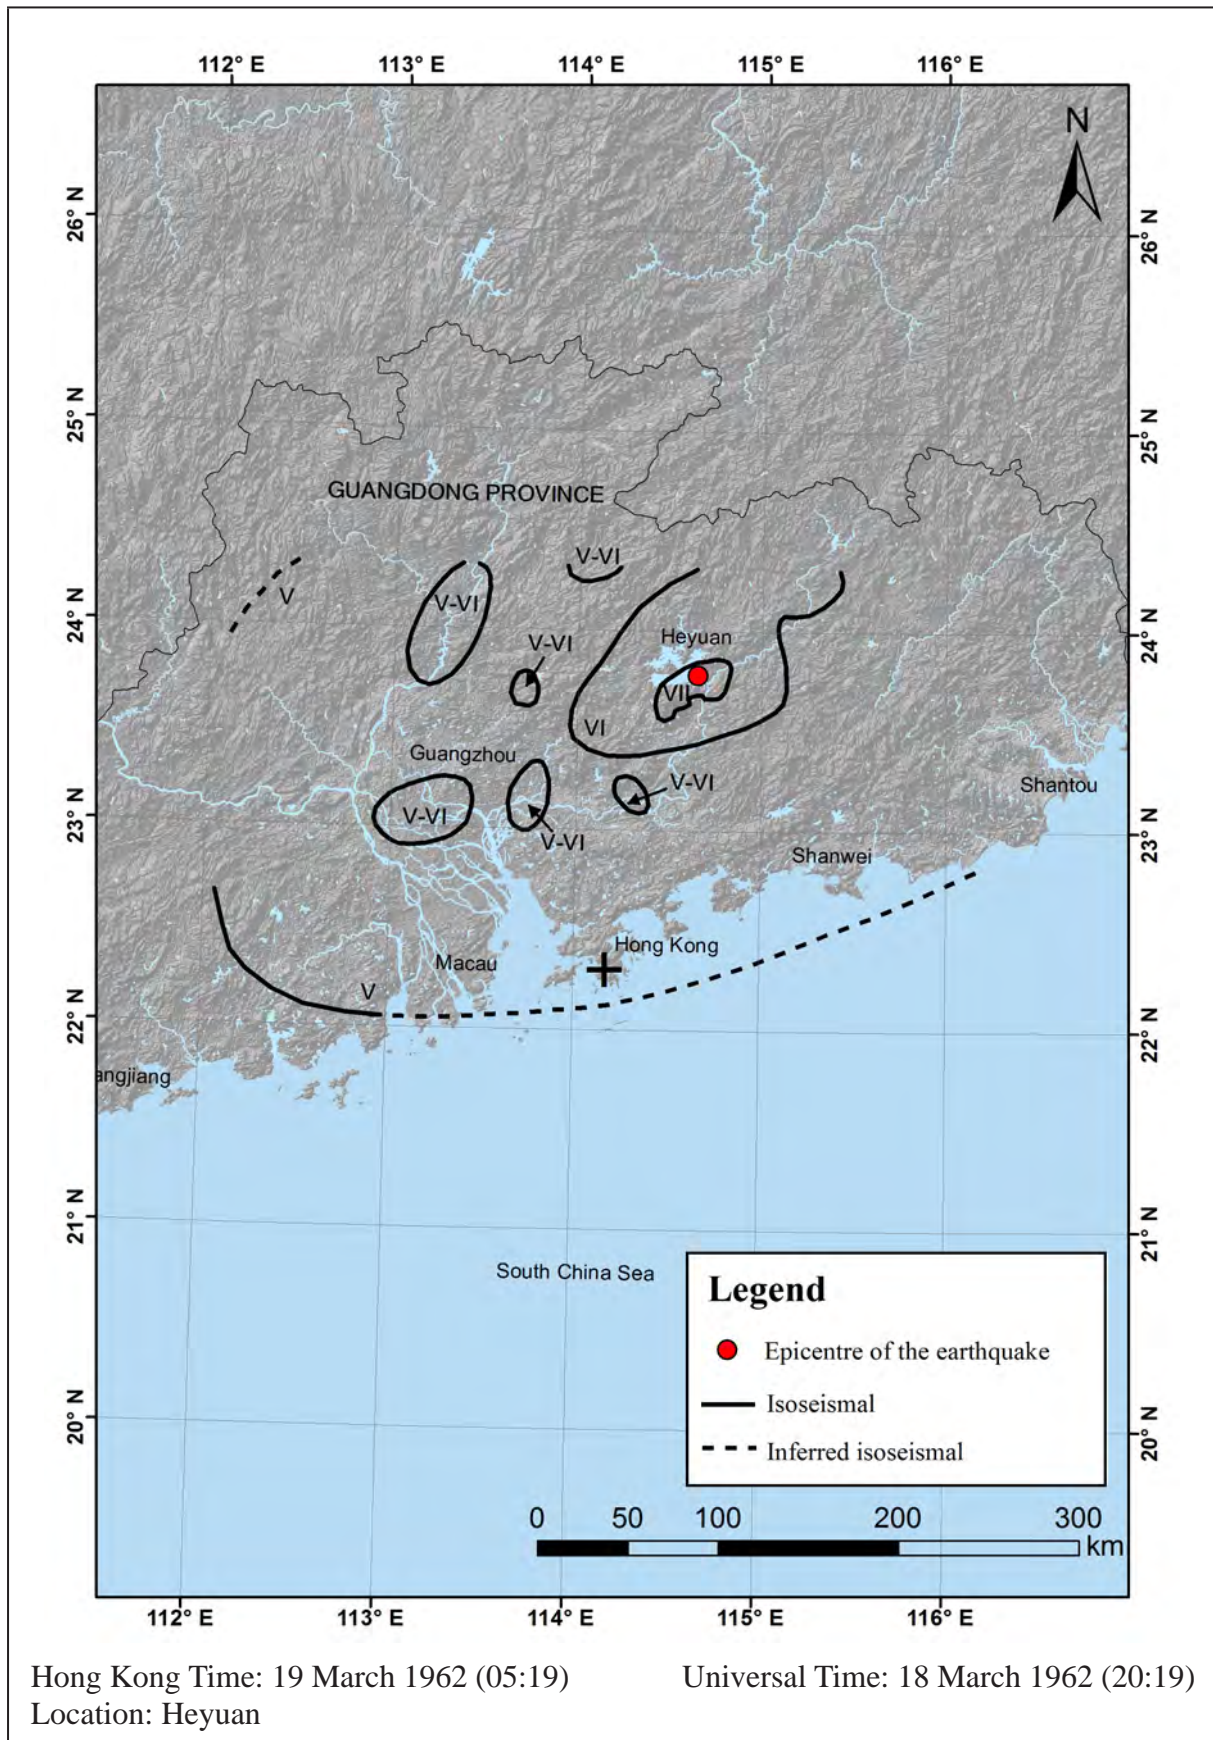 112° E 113° E 114° E 115° E 116° E
N
26° N
26° N
25° N
25° N
GUANGDONG PROVINCE
V-VI
V
V-VI
24° N
24° N
Heyuan
V-VI
VII
VI
Guangzhou
V-VI
Shantou
V-VI
23° N
23° N
V-VI
Shanwei
Hong Kong
Macau
V
22° N
22° N
angjiang
21° N
21° N
South China Sea
Legend
Epicentre of the earthquake
Isoseismal
Inferred isoseismal
20° N
20° N
0 50 100 200 300
km
112° E 113° E 114° E 115° E 116° E
Hong Kong Time: 19 March 1962 (05:19) Universal Time: 18 March 1962 (20:19)
Location: Heyuan